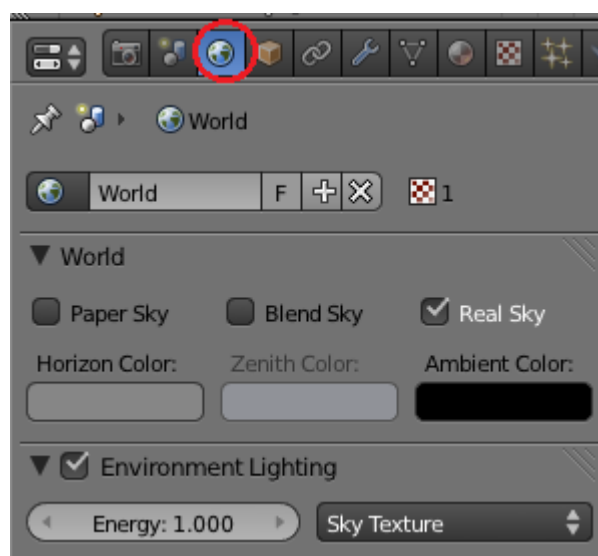 World
World F 1
World
Paper Sky Blend Sky Real Sky
Horizon Color: Zenith Color: Ambient Color:
Environment Lighting
Energy: 1.000 Sky Texture